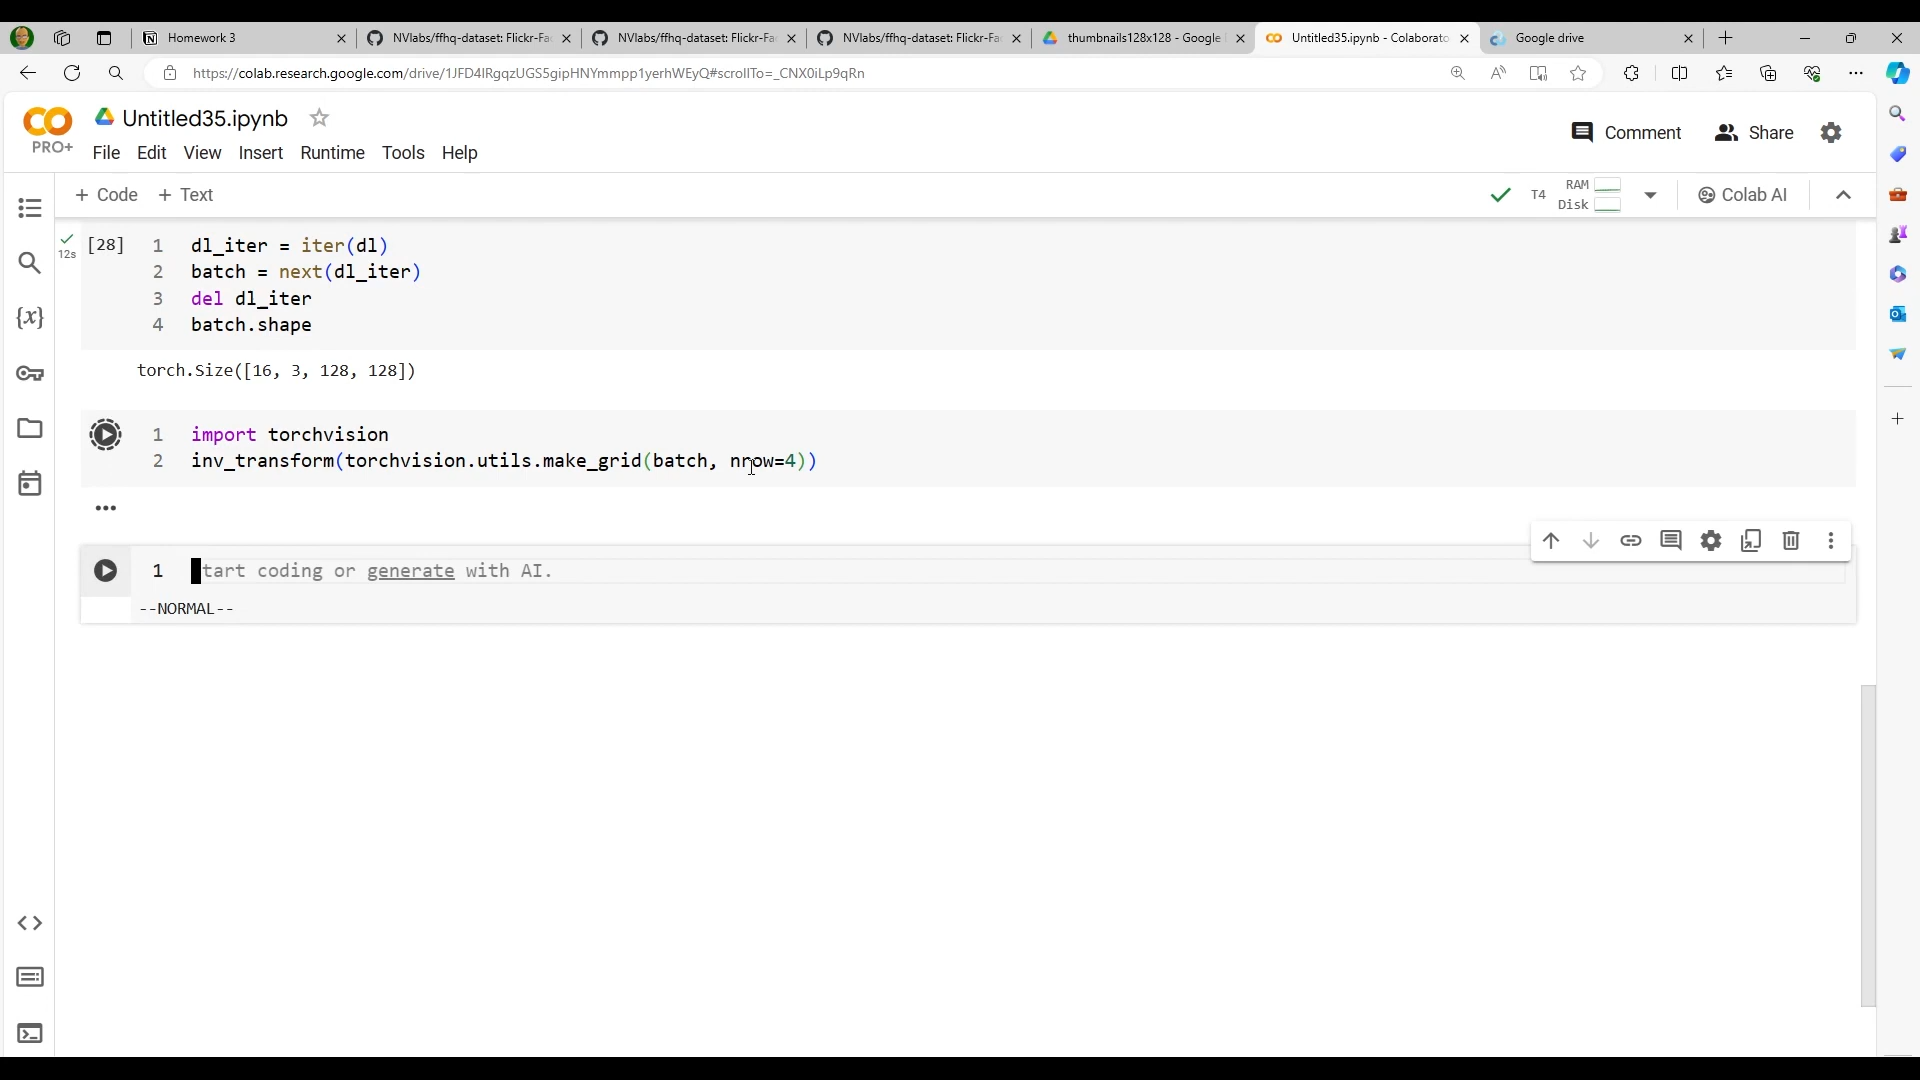 Homework 3
NVlabs/ffhq-dataset: Flickr-Fa
NVlabs/ffhq-dataset: Flickr-Fac
NVlabs/ffhq-dataset: Flickr-Fa
thumbnails128x128 - Google
Untitled35.ipynb - Colaborato
Google drive
https://colab.research.google.com/drive/1JFD4IRgqzUGS5gipHNYmmpp1yerhWEyQ#scrollTo=_CNX0iLp9qRn
PRO+
Untitled35.ipynb
File Edit View Insert Runtime Tools Help
Comment
Share
+ Code + Text
T4
RAM
Disk
Colab AI
12s
[28]
1 dl_iter = iter(dl)
2 batch = next(dl_iter)
3 del dl_iter
4 batch.shape
torch.Size([16, 3, 128, 128])
1 import torchvision
2 inv_transform(torchvision.utils.make_grid(batch, nrow=4))
1 tart coding or generate with AI.
--NORMAL--